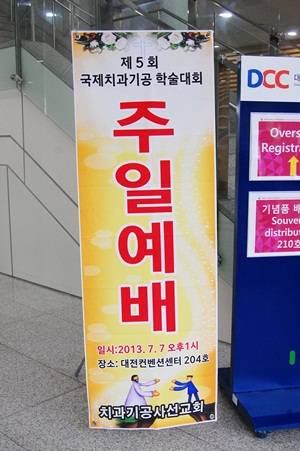 제 5 회
국제치과기공 학술대회
주일예배
일시:2013. 7. 7 오후1시
장소: 대전컨벤션센터 204호
치과기공사선교회
DCC
Overs
Registra
기념품 배
Souve
distribut
210호